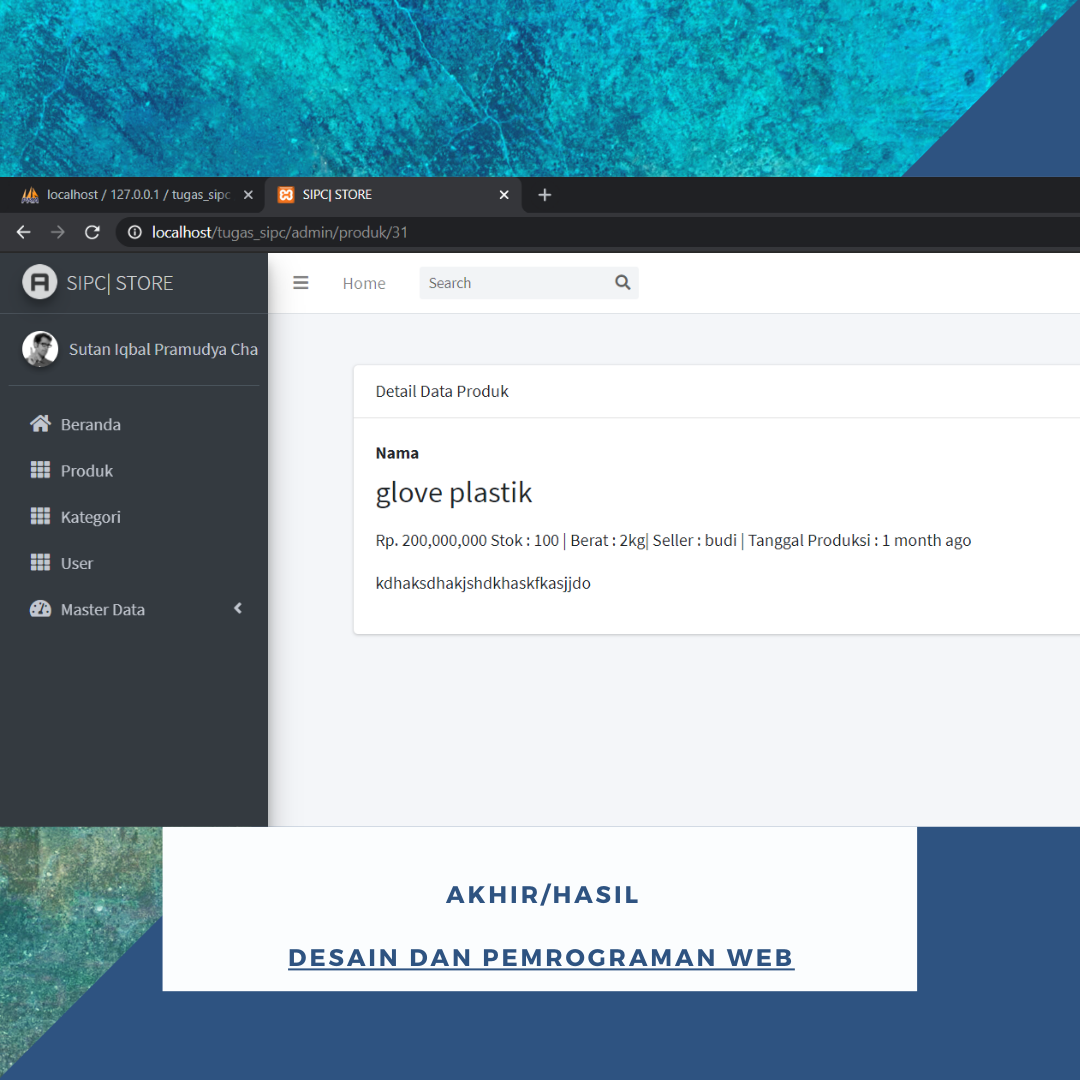 localhost / 127.0.0.1 / tugas_sipc
SIPC| STORE
localhost/tugas_sipc/admin/produk/31
SIPC| STORE
Home
Search
Sutan Iqbal Pramudya Cha
Beranda
Produk
Kategori
User
Master Data
Detail Data Produk
Nama
glove plastik
Rp. 200,000,000 Stok : 100 | Berat : 2kg| Seller : budi | Tanggal Produksi : 1 month ago
kdhaksdhakjshdkhaskfkasjjdo
AKHIR/HASIL
DESAIN DAN PEMROGRAMAN WEB